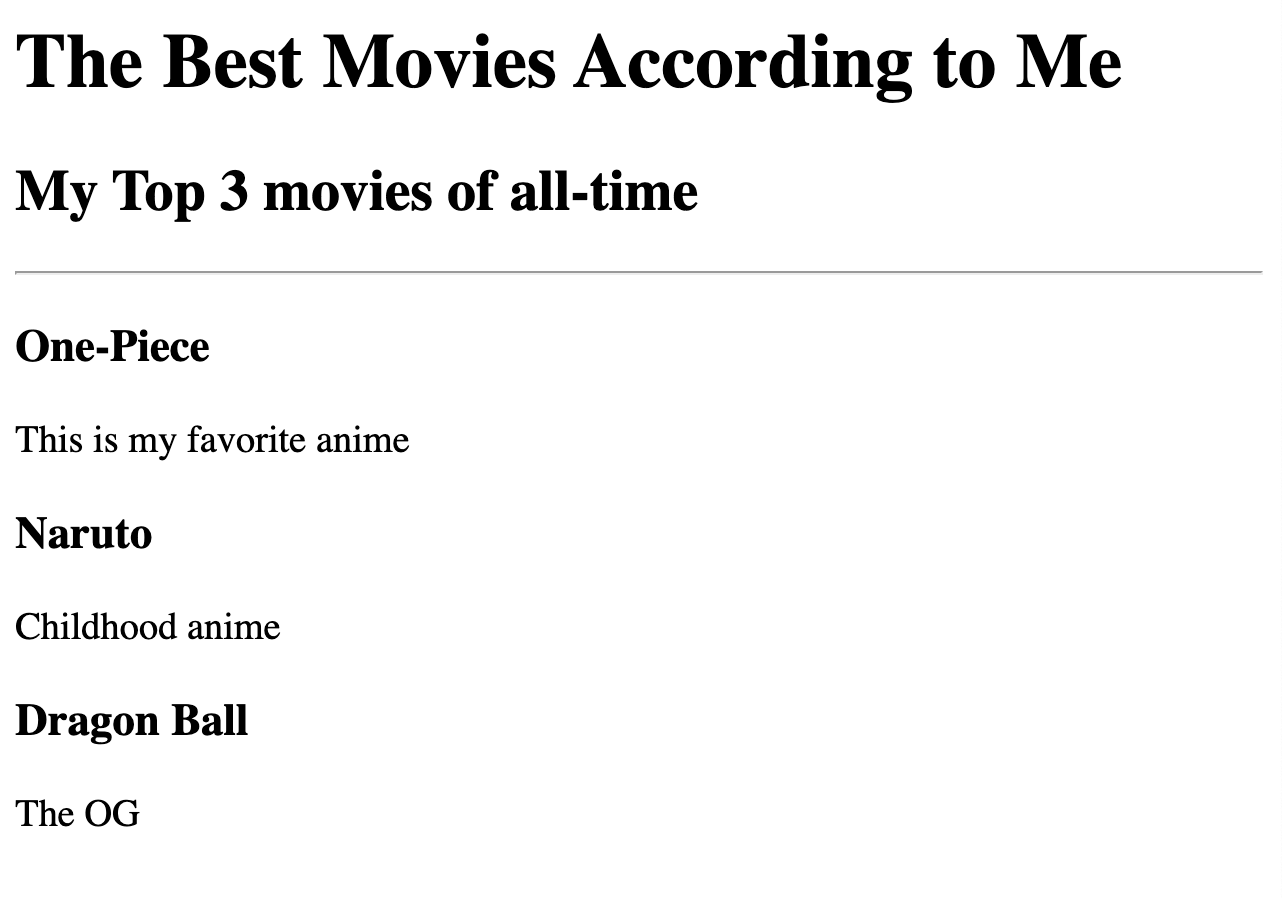 The Best Movies According to Me
My Top 3 movies of all-time
One-Piece
This is my favorite anime
Naruto
Childhood anime
Dragon Ball
The OG